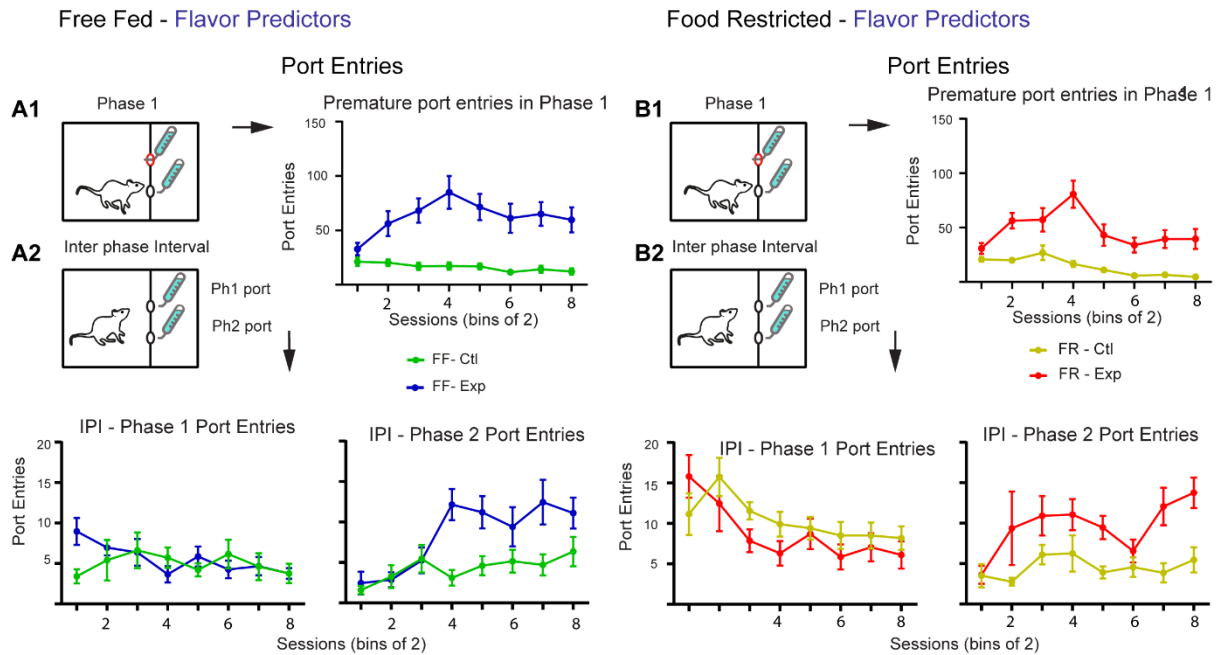 Free Fed - Flavor Predictors
Port Entries
A1
Phase 1
Premature port entries in Phase 1
150
100
50
Port Entries
2
4
6
8
Sessions (bins of 2)
A2
Inter phase Interval
Ph1 port
Ph2 port
FF- Ctl
FF- Exp
IPI - Phase 1 Port Entries
20
15
10
5
Port Entries
2
4
6
8
IPI - Phase 2 Port Entries
2
4
6
8
Sessions (bins of 2)
Food Restricted - Flavor Predictors
Port Entries
B1
Phase 1
Premature port entries in Phase 1
4
150
100
50
Port Entries
2
4
6
8
Sessions (bins of 2)
B2
Inter phase Interval
Ph1 port
Ph2 port
FR - Ctl
FR - Exp
IPI - Phase 1 Port Entries
20
15
10
5
Port Entries
2
4
6
8
IPI - Phase 2 Port Entries
2
4
6
8
Sessions (bins of 2)